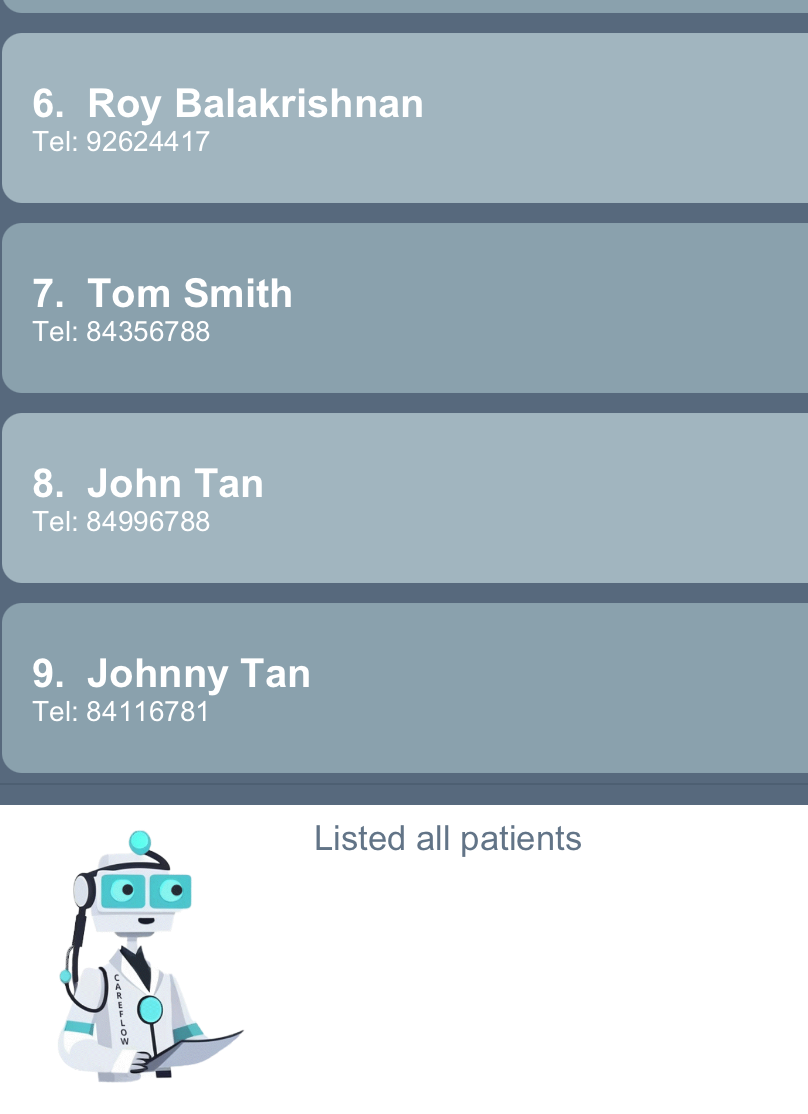 6. Roy Balakrishnan
Tel: 92624417
7. Tom Smith
Tel: 84356788
8. John Tan
Tel: 84996788
9. Johnny Tan
Tel: 84116781
Listed all patients
CAREFLOW